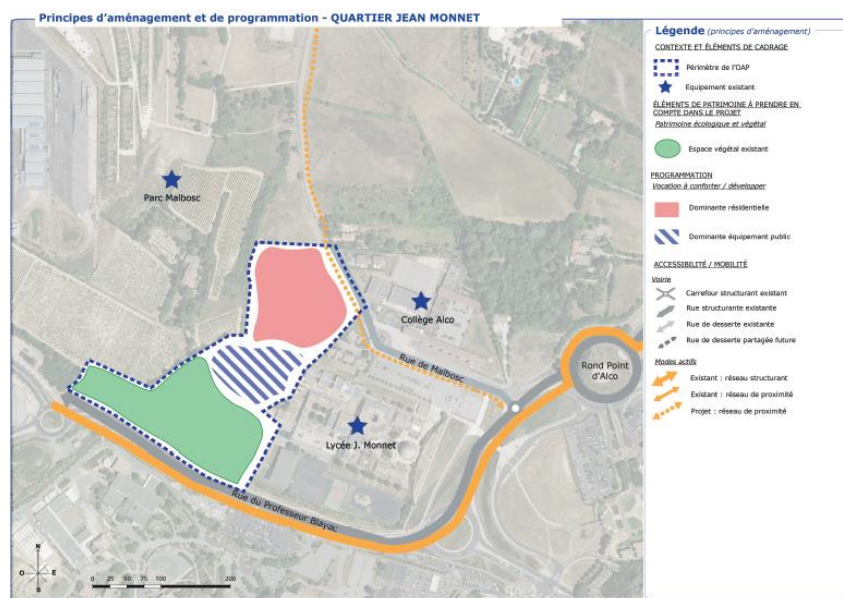 Principes d'aménagement et de programmation - QUARTIER JEAN MONNET
Parc Malbosc
Collège Alco
Rue de Malbosc
Rond Point
d'Alco
Lycée J. Monnet
Rue du Professeur Blayac
N
O
E
S
0 25 50 75 100 200
Légende (principes d'aménagement)
CONTEXTE ET ÉLÉMENTS DE CADRAGE
Périmètre de l'OAP
Equipement existant
ÉLÉMENTS DE PATRIMOINE À PRENDRE EN
COMPTE DANS LE PROJET
Patrimoine écologique et végétal
Espace végétal existant
PROGRAMMATION
Vocation à conforter / développer
Dominante résidentielle
Dominante équipement public
ACCESSIBILITÉ / MOBILITÉ
Voirie
Carrefour structurant existant
Rue structurante existante
Rue de desserte existante
Rue de desserte partagée future
Modes actifs
Existant : réseau structurant
Existant : réseau de proximité
Projet : réseau de proximité